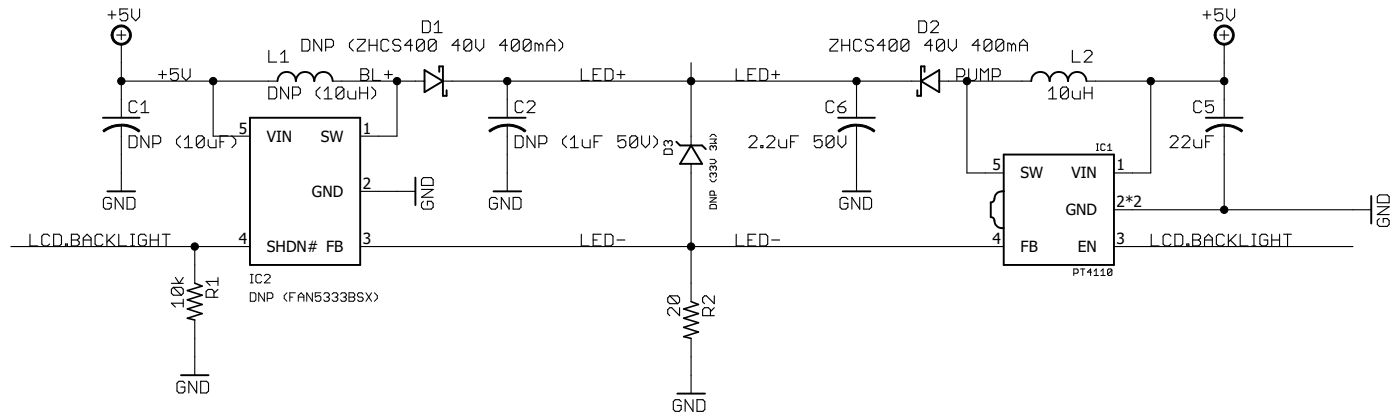 +5V
D1
DNP (ZHCS400 40V 400mA)
L1
+5V
BL+
DNP (10uH)
C1
DNP (10uF)
5
VIN
SW
1
GND
2
GND
GND
LCD.BACKLIGHT
4
SHDN#
FB
3
IC2
DNP (FAN5333BSX)
10k
R1
GND
LED+
LED+
C2
DNP (1uF 50V)
GND
D3
DNP (33V 3W)
LED-
LED-
20
R2
GND
D2
ZHCS400 40V 400mA
+5V
PUMP
L2
10uH
C6
2.2uF 50V
GND
C5
22uF
IC1
5
SW
VIN
1
GND
2*2
GND
4
FB
EN
3
LCD.BACKLIGHT
PT4110